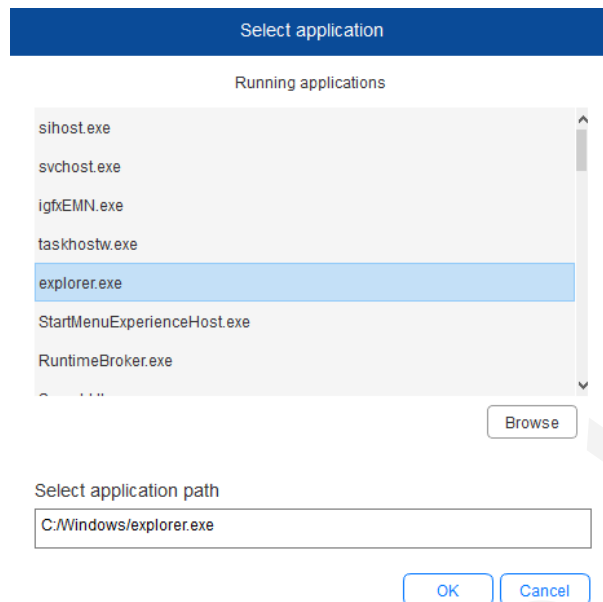 Select application
Running applications
sihost.exe
svchost.exe
igfxEMN.exe
taskhostw.exe
explorer.exe
StartMenuExperienceHost.exe
RuntimeBroker.exe
Browse
Select application path
C:/Windows/explorer.exe
OK
Cancel